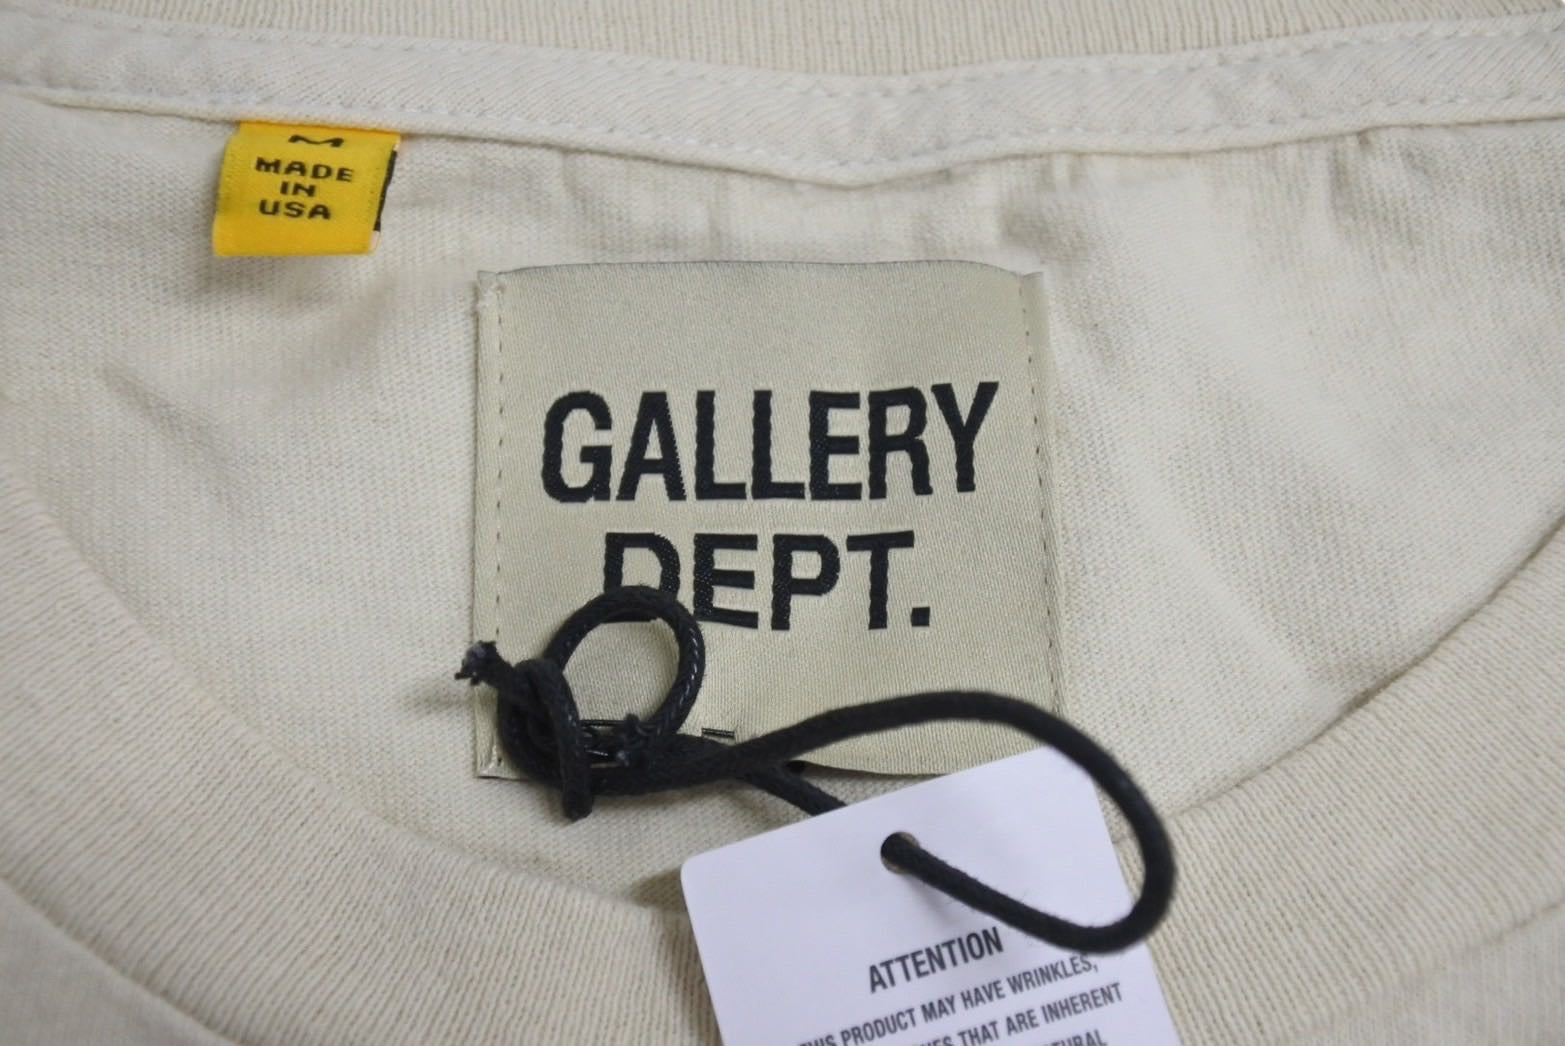 M
MADE
IN
USA
GALLERY
DEPT.
ATTENTION
THIS PRODUCT MAY HAVE WRINKLES,
THAT ARE INHERENT